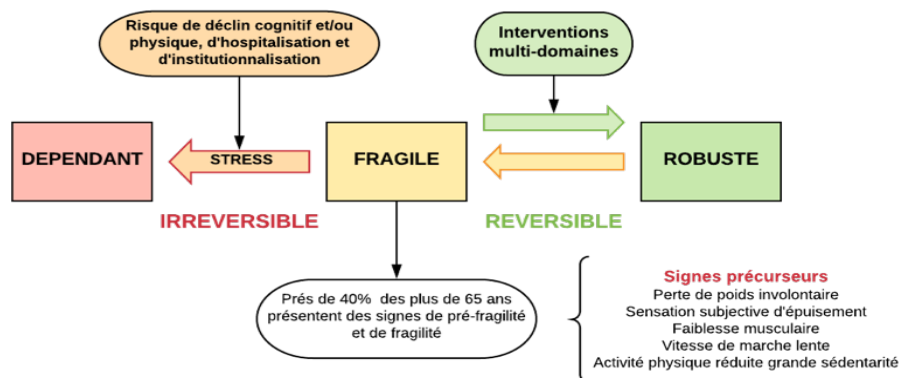 Risque de déclin cognitif et/ou
physique, d'hospitalisation et
d'institutionnalisation
Interventions
multi-domaines
DEPENDANT
STRESS
FRAGILE
ROBUSTE
IRREVERSIBLE
REVERSIBLE
Prés de 40% des plus de 65 ans
présentent des signes de pré-fragilité
et de fragilité
Signes précurseurs
Perte de poids involontaire
Sensation subjective d'épuisement
Faiblesse musculaire
Vitesse de marche lente
Activité physique réduite grande sédentarité